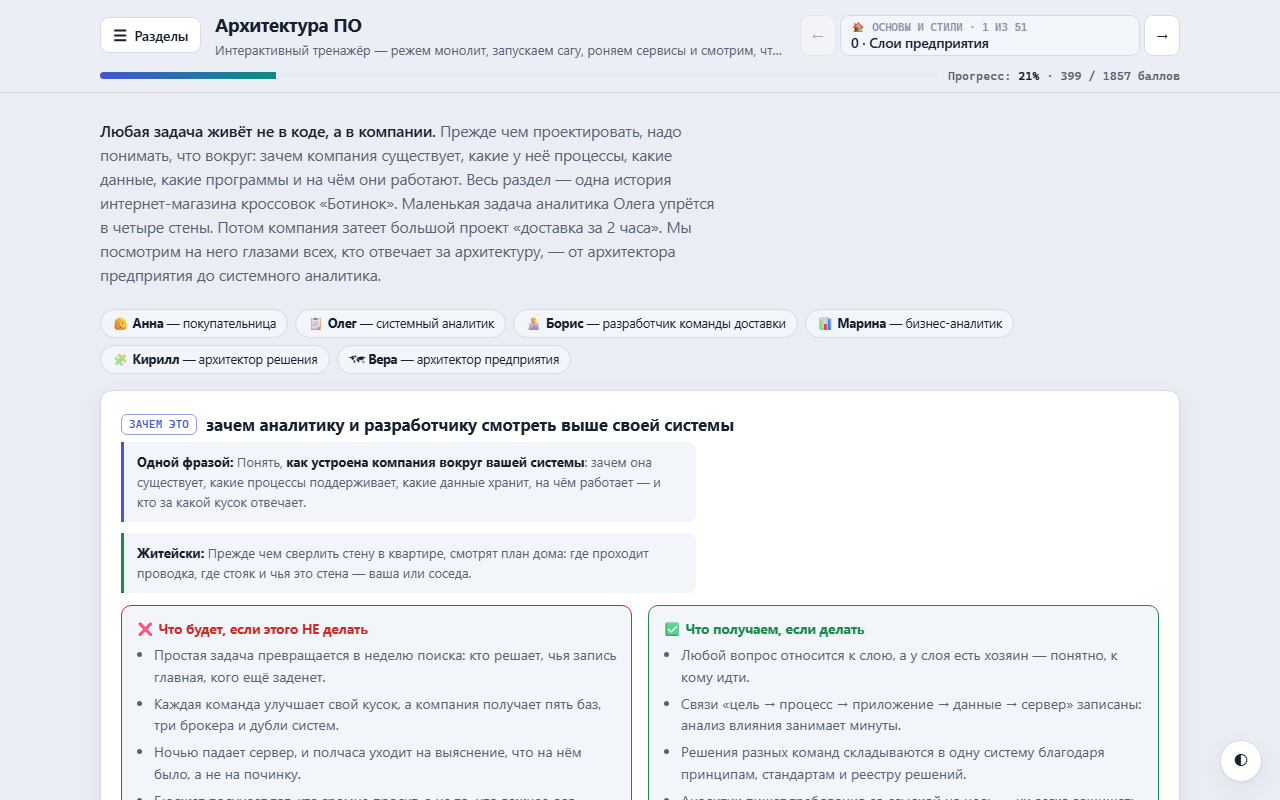 ☰ Разделы
Архитектура ПО
Интерактивный тренажёр — режем монолит, запускаем сагу, роняем сервисы и смотрим, чт…
←
ОСНОВЫ И СТИЛИ · 1 ИЗ 51
0 · Слои предприятия
→
Прогресс: 21% · 399 / 1857 баллов
Любая задача живёт не в коде, а в компании. Прежде чем проектировать, надо
понимать, что вокруг: зачем компания существует, какие у неё процессы, какие
данные, какие программы и на чём они работают. Весь раздел — одна история
интернет-магазина кроссовок «Ботинок». Маленькая задача аналитика Олега упрётся
в четыре стены. Потом компания затеет большой проект «доставка за 2 часа». Мы
посмотрим на него глазами всех, кто отвечает за архитектуру, — от архитектора
предприятия до системного аналитика.
Анна — покупательница
Олег — системный аналитик
Борис — разработчик команды доставки
Марина — бизнес-аналитик
Кирилл — архитектор решения
Вера — архитектор предприятия
ЗАЧЕМ ЭТО зачем аналитику и разработчику смотреть выше своей системы
Одной фразой: Понять, как устроена компания вокруг вашей системы: зачем она
существует, какие процессы поддерживает, какие данные хранит, на чём работает — и
кто за какой кусок отвечает.
Житейски: Прежде чем сверлить стену в квартире, смотрят план дома: где проходит
проводка, где стояк и чья это стена — ваша или соседа.
❌ Что будет, если этого НЕ делать
• Простая задача превращается в неделю поиска: кто решает, чья запись
главная, кого ещё заденет.
• Каждая команда улучшает свой кусок, а компания получает пять баз,
три брокера и дубли систем.
• Ночью падает сервер, и полчаса уходит на выяснение, что на нём
было, а не на починку.
✅ Что получаем, если делать
• Любой вопрос относится к слою, а у слоя есть хозяин — понятно, к
кому идти.
• Связи «цель → процесс → приложение → данные → сервер» записаны:
анализ влияния занимает минуты.
• Решения разных команд складываются в одну систему благодаря
принципам, стандартам и реестру решений.